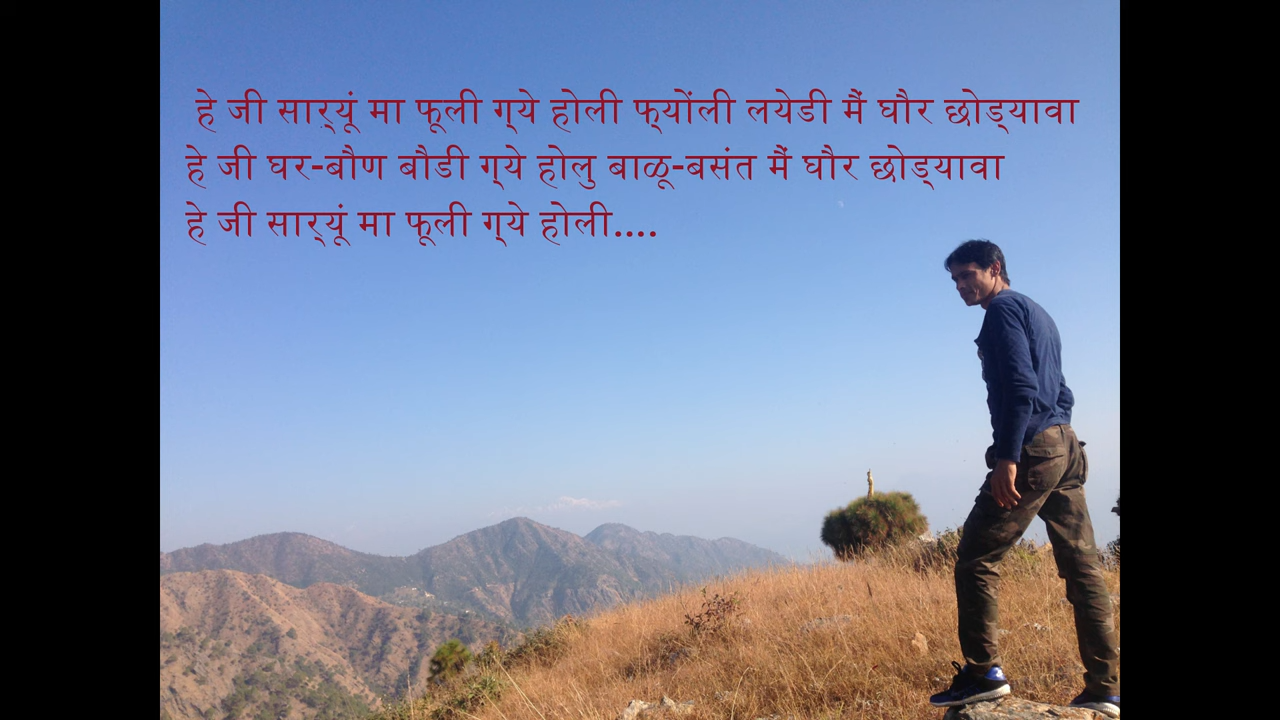 हे जी सार्‍यूं मा फूली ग्‍ये होली फ्‍योंली लयेडी मैं घौर छोड्‍यावा
हे जी घर-बौण बौडी ग्‍ये होलु बाळू-बसंत मैं घौर छोड्‍यावा
हे जी सार्‍यूं मा फूली ग्‍ये होली....